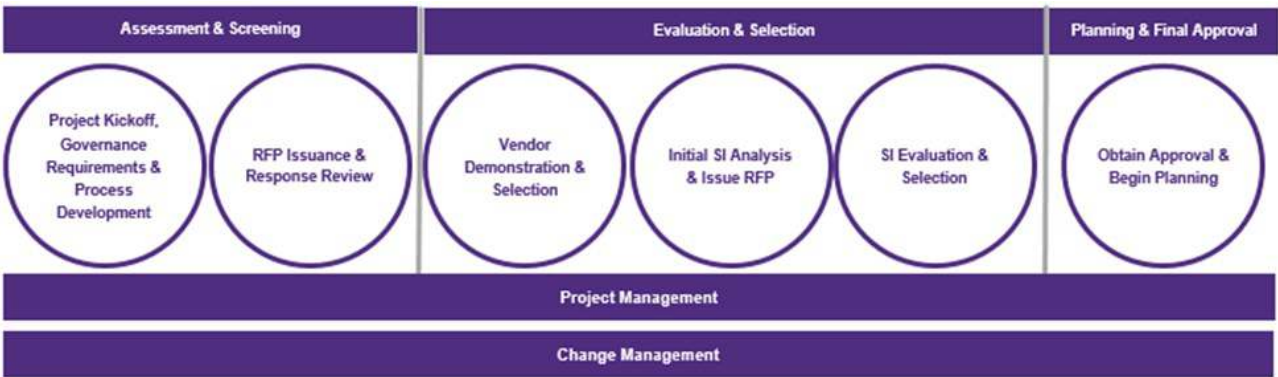 Assessment & Screening
Evaluation & Selection
Planning & Final Approval
Project Kickoff,
Governance
Requirements &
Process
Development
RFP Issuance &
Response Review
Vendor
Demonstration &
Selection
Initial SI Analysis
& Issue RFP
SI Evaluation &
Selection
Obtain Approval &
Begin Planning
Project Management
Change Management